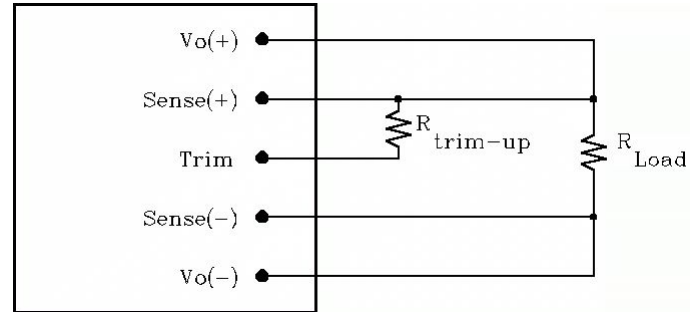 Vo(+)
Sense(+)
R trim-up
Trim
R Load
Sense(-)
Vo(-)